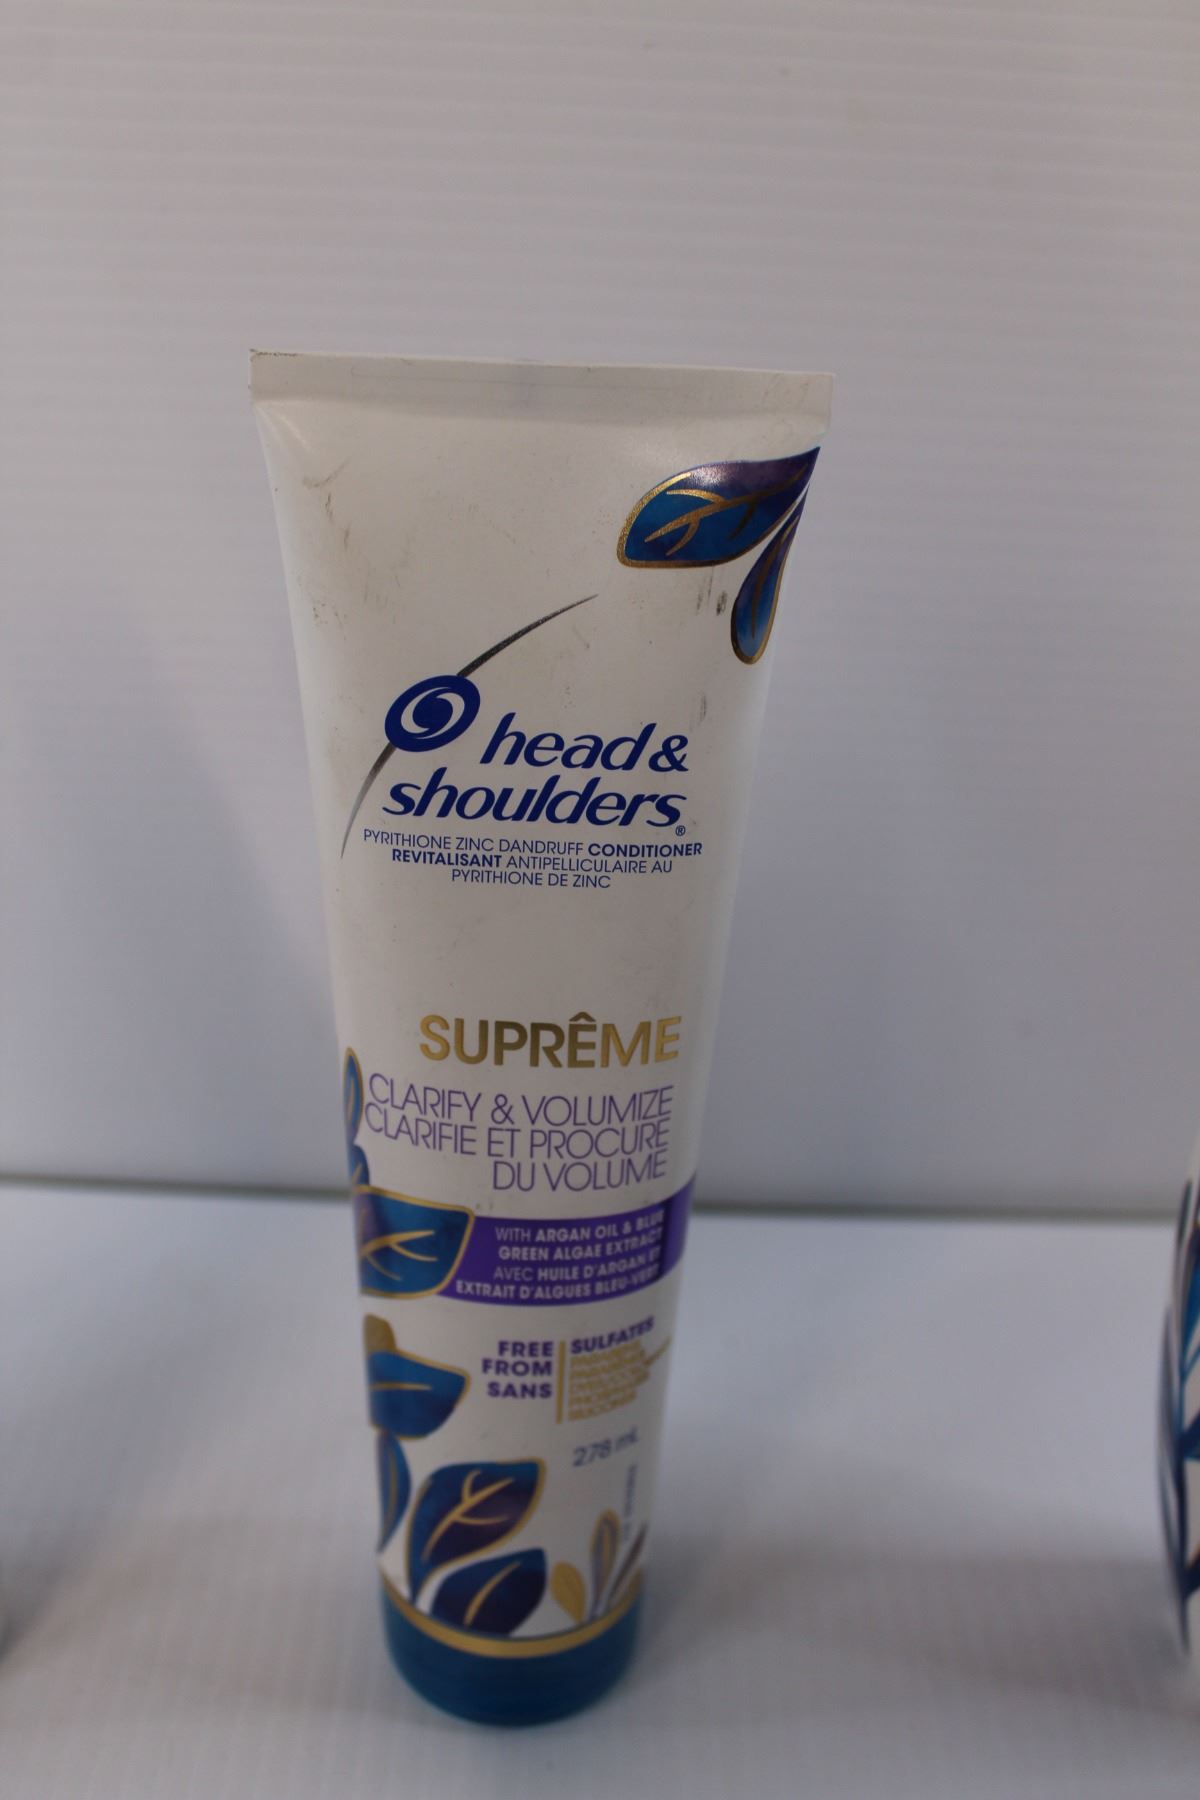 head &
shoulders®
PYRITHIONE ZINC DANDRUFF CONDITIONER
REVITALISANT ANTIPELLICULAIRE AU
PYRITHIONE DE ZINC
SUPRÊME
CLARIFY & VOLUMIZE
CLARIFIE ET PROCURE
DU VOLUME
WITH ARGAN OIL & BLUE
GREEN ALGAE EXTRACT
AVEC HUILE D'ARGAN ET
EXTRAIT D'ALGUES BLEU-VERT
FREE
FROM
SANS
SULFATES
278 mL